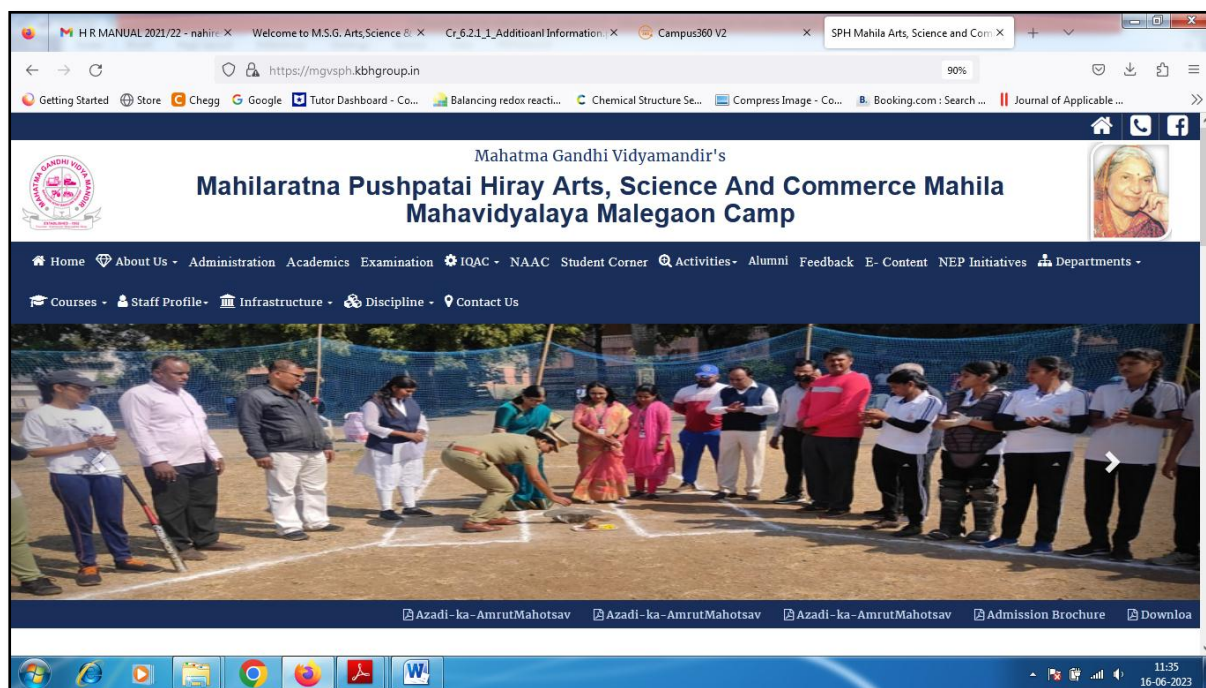 H R MANUAL 2021/22 - nahire
Welcome to M.S.G. Arts,Science &
Cr_6.2.1_1_Additioanl Information.
Campus360 V2
SPH Mahila Arts, Science and Com
https://mgvsph.kbhgroup.in
90%
Getting Started
Store
Chegg
Google
Tutor Dashboard - Co...
Balancing redox reacti...
Chemical Structure Se...
Compress Image - Co...
Booking.com : Search ...
Journal of Applicable ...
Mahatma Gandhi Vidyamandir's
Mahilaratna Pushpatai Hiray Arts, Science And Commerce Mahila
Mahavidyalaya Malegaon Camp
MAHATMA GANDHI VIDYA MANDIR
Home About Us Administration Academics Examination IQAC NAAC Student Corner Activities Alumni Feedback E- Content NEP Initiatives Departments
Courses Staff Profile Infrastructure Discipline Contact Us
Azadi-ka-AmrutMahotsav Azadi-ka-AmrutMahotsav Azadi-ka-AmrutMahotsav Admission Brochure Downloa
11:35
16-06-2023